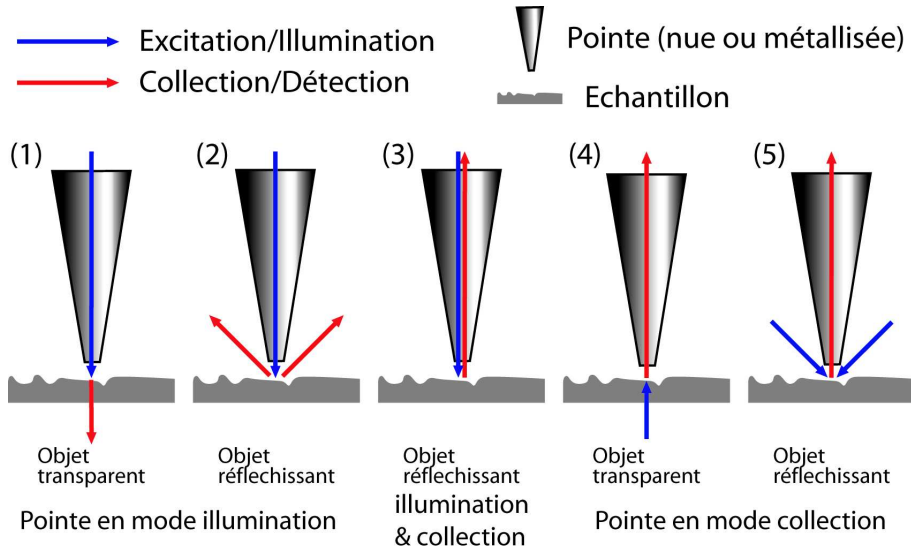 Excitation/Illumination
Collection/Détection
Pointe (nue ou métallisée)
Echantillon
(1)
(2)
(3)
(4)
(5)
Objet
transparent
Objet
réflechissant
Objet
réflechissant
Objet
transparent
Objet
réflechissant
Pointe en mode illumination
illumination
& collection
Pointe en mode collection